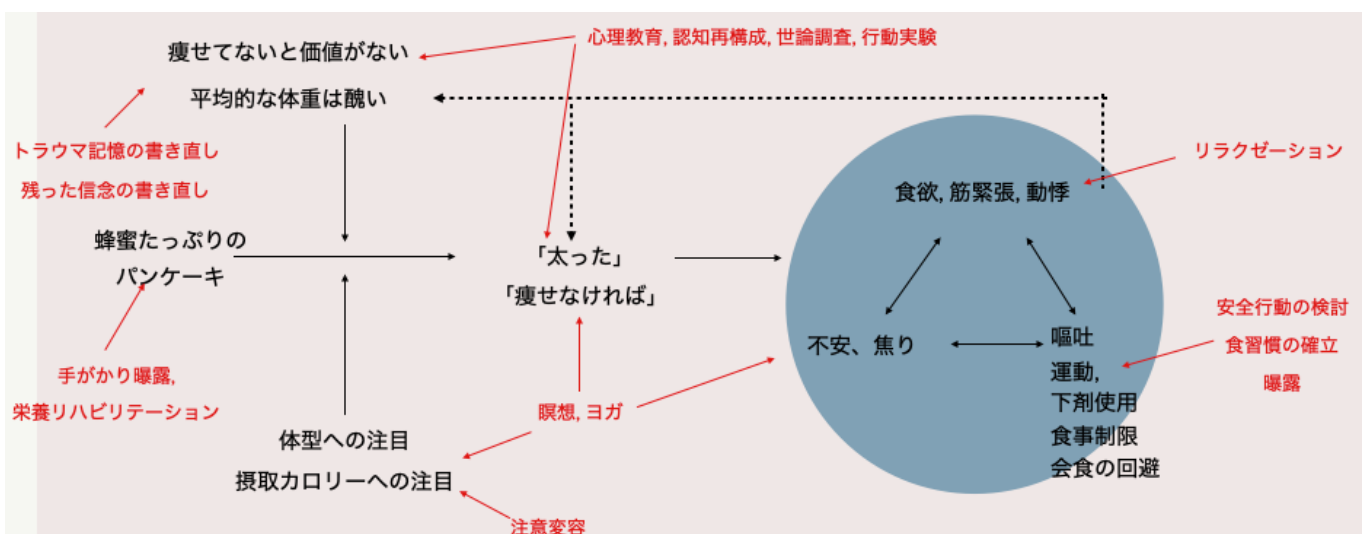 心理教育, 認知再構成, 世論調査, 行動実験
痩せてないと価値がない
平均的な体重は醜い
トラウマ記憶の書き直し
残った信念の書き直し
リラクゼーション
食欲, 筋緊張, 動悸
蜂蜜たっぷりの
パンケーキ
「太った」
「痩せなければ」
不安、焦り
嘔吐
運動,
下剤使用
食事制限
会食の回避
安全行動の検討
食習慣の確立
曝露
手がかり曝露,
栄養リハビリテーション
瞑想, ヨガ
体型への注目
摂取カロリーへの注目
注意変容